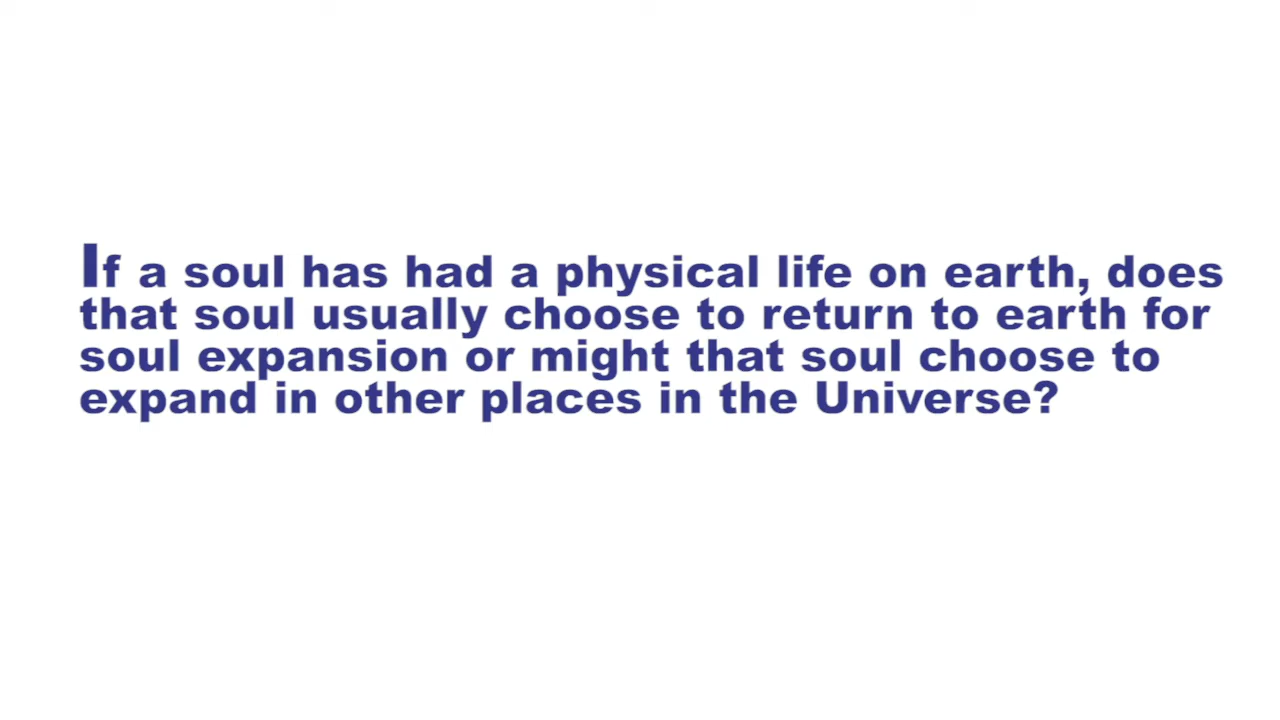 If a soul has had a physical life on earth, does
that soul usually choose to return to earth for
soul expansion or might that soul choose to
expand in other places in the Universe?